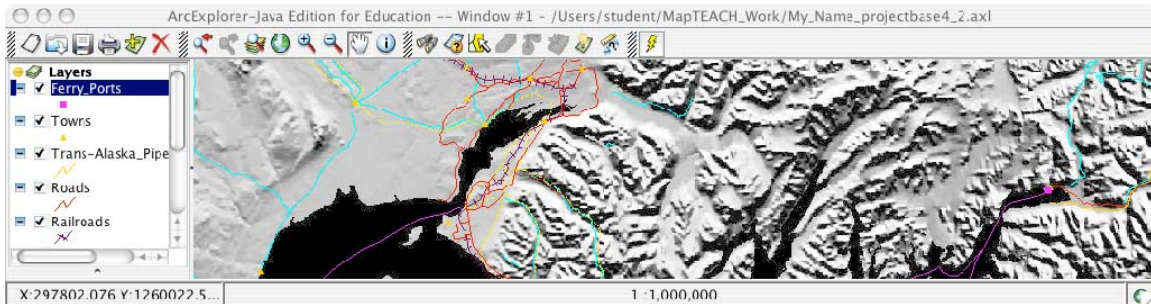 ArcExplorer-Java Edition for Education -- Window #1 - /Users/student/MapTEACH_Work/My_Name_projectbase4_2.axl
Layers
Ferry_Ports
Towns
Trans-Alaska_Pipe
Roads
Railroads
X:297802.076 Y:1260022.5...
1 :1,000,000